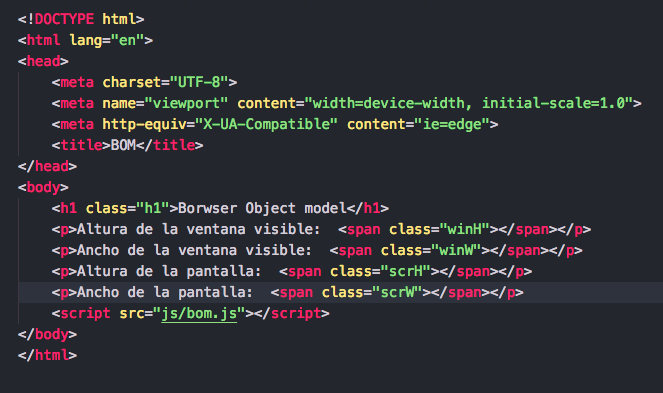 <!DOCTYPE html>
<html lang="en">
<head>
    <meta charset="UTF-8">
    <meta name="viewport" content="width=device-width, initial-scale=1.0">
    <meta http-equiv="X-UA-Compatible" content="ie=edge">
    <title>BOM</title>
</head>
<body>
    <h1 class="h1">Borwser Object model</h1>
    <p>Altura de la ventana visible:  <span class="winH"></span></p>
    <p>Ancho de la ventana visible:  <span class="winW"></span></p>
    <p>Altura de la pantalla:  <span class="scrH"></span></p>
    <p>Ancho de la pantalla:  <span class="scrW"></span></p>
    <script src="js/bom.js"></script>
</body>
</html>